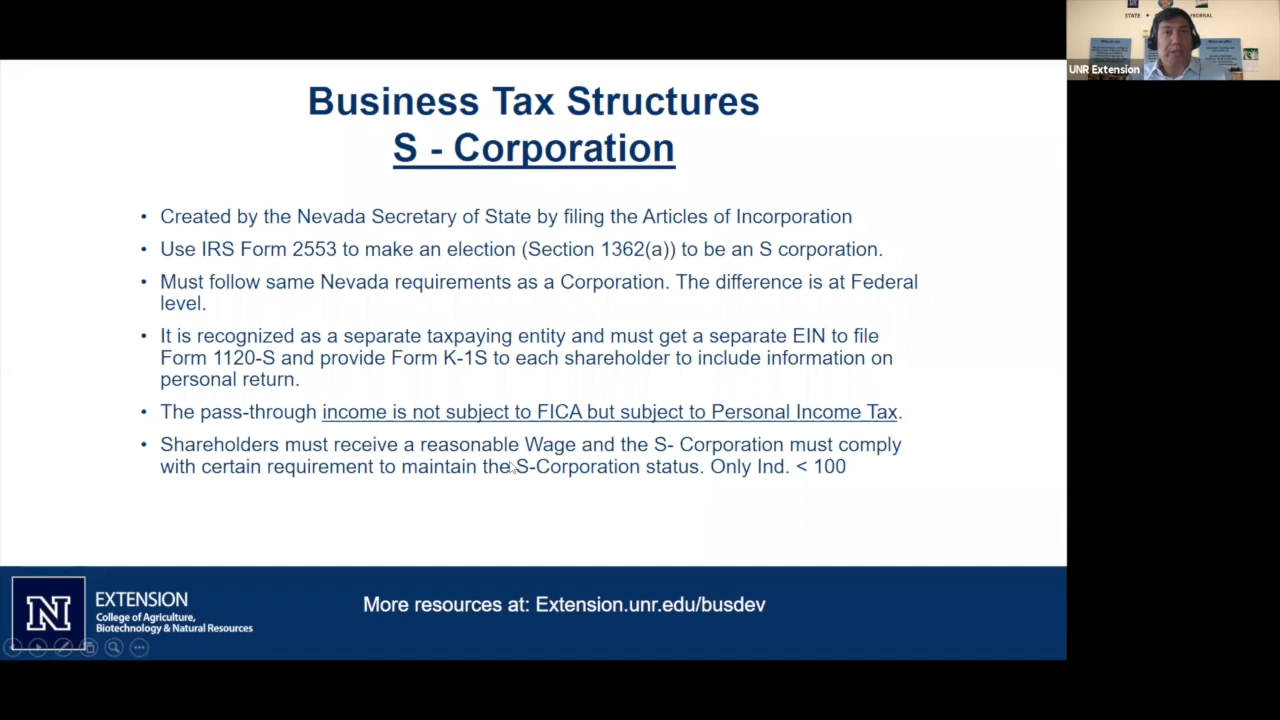 Business Tax Structures
S - Corporation
• Created by the Nevada Secretary of State by filing the Articles of Incorporation
• Use IRS Form 2553 to make an election (Section 1362(a)) to be an S corporation.
• Must follow same Nevada requirements as a Corporation. The difference is at Federal
level.
• It is recognized as a separate taxpaying entity and must get a separate EIN to file
Form 1120-S and provide Form K-1S to each shareholder to include information on
personal return.
• The pass-through income is not subject to FICA but subject to Personal Income Tax.
• Shareholders must receive a reasonable Wage and the S- Corporation must comply
with certain requirement to maintain the S-Corporation status. Only Ind. < 100
N
EXTENSION
College of Agriculture,
Biotechnology & Natural Resources
More resources at: Extension.unr.edu/busdev
STATE • FEDERAL
UNR Extension